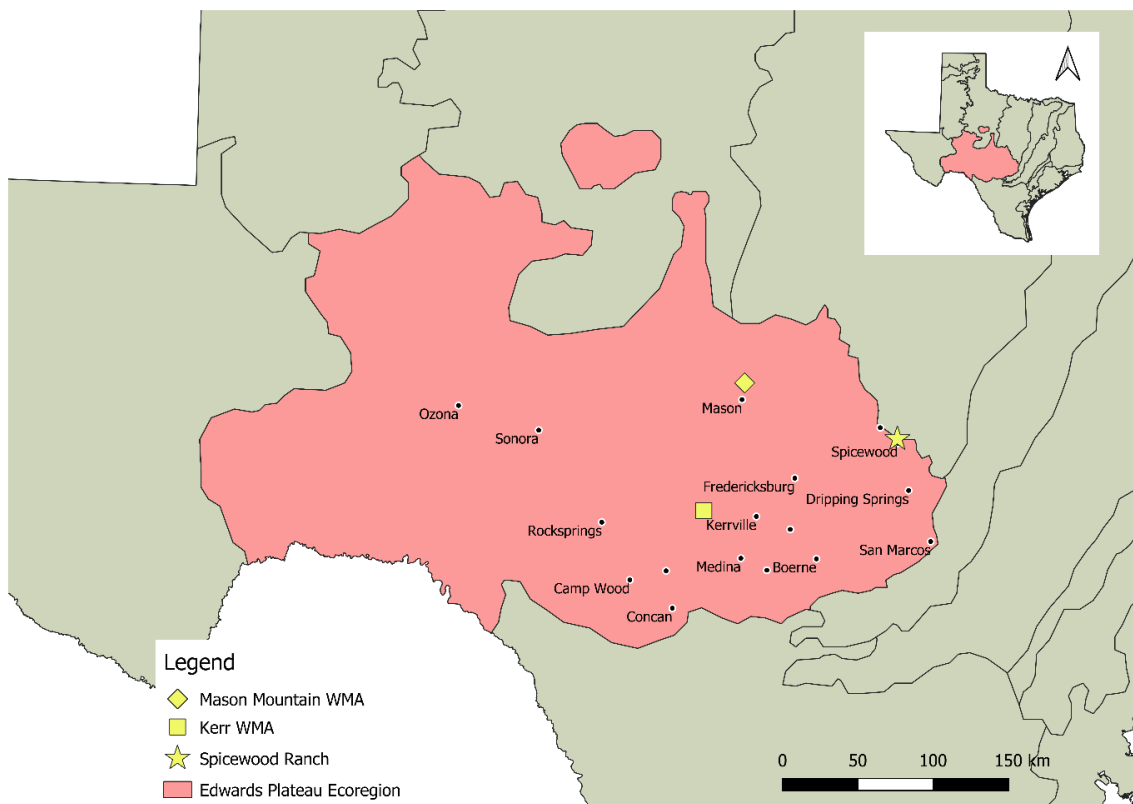 Ozona
Sonora
Mason
Spicewood
Fredericksburg
Dripping Springs
Rocksprings
Kerrville
San Marcos
Medina
Boerne
Camp Wood
Concan
Legend
Mason Mountain WMA
Kerr WMA
Spicewood Ranch
Edwards Plateau Ecoregion
0 50 100 150 km